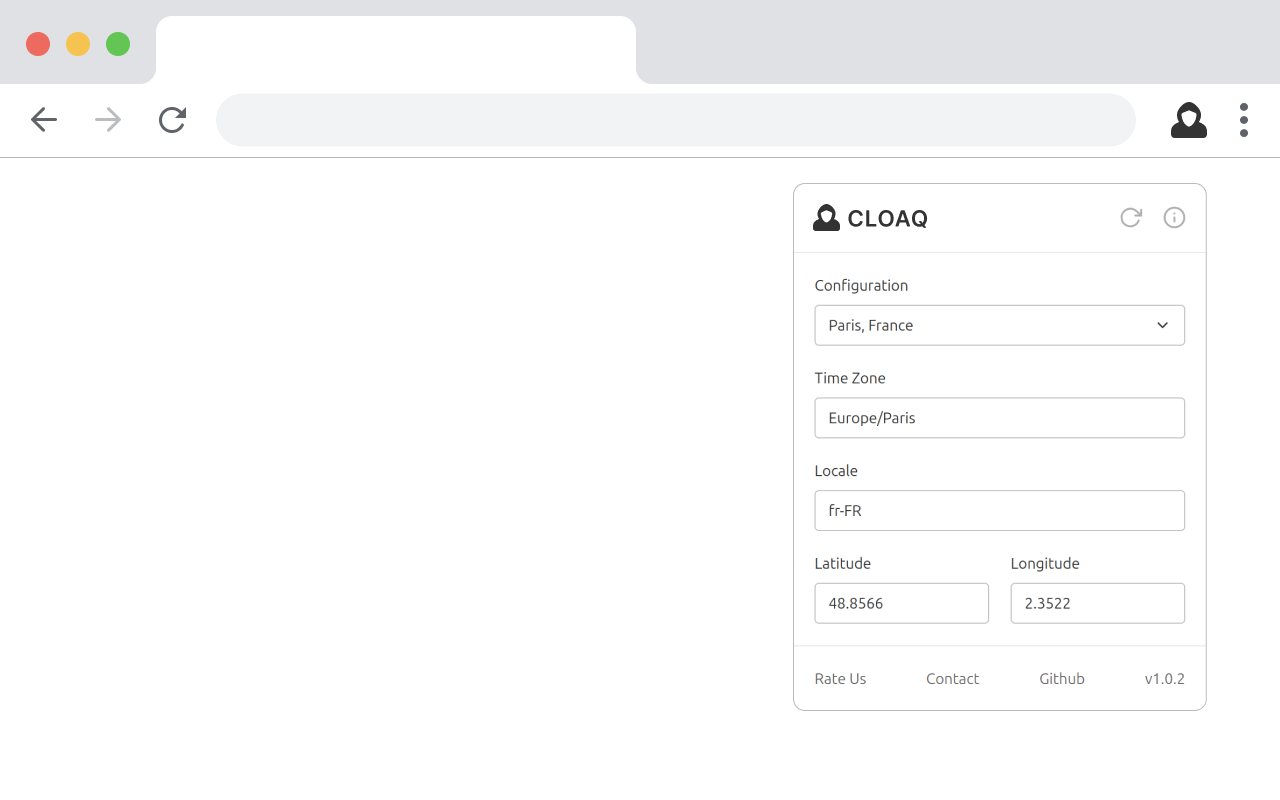 CLOAQ
Configuration
Paris, France
Time Zone
Europe/Paris
Locale
fr-FR
Latitude Longitude
48.8566 2.3522
Rate Us Contact Github v1.0.2